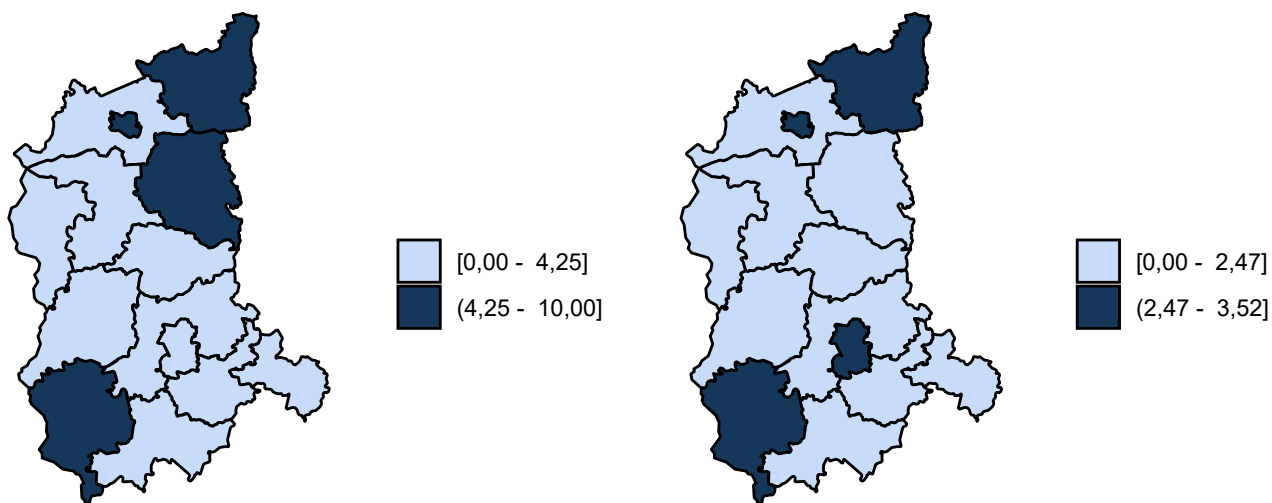 [0,00 - 4,25]
(4,25 - 10,00]
[0,00 - 2,47]
(2,47 - 3,52]